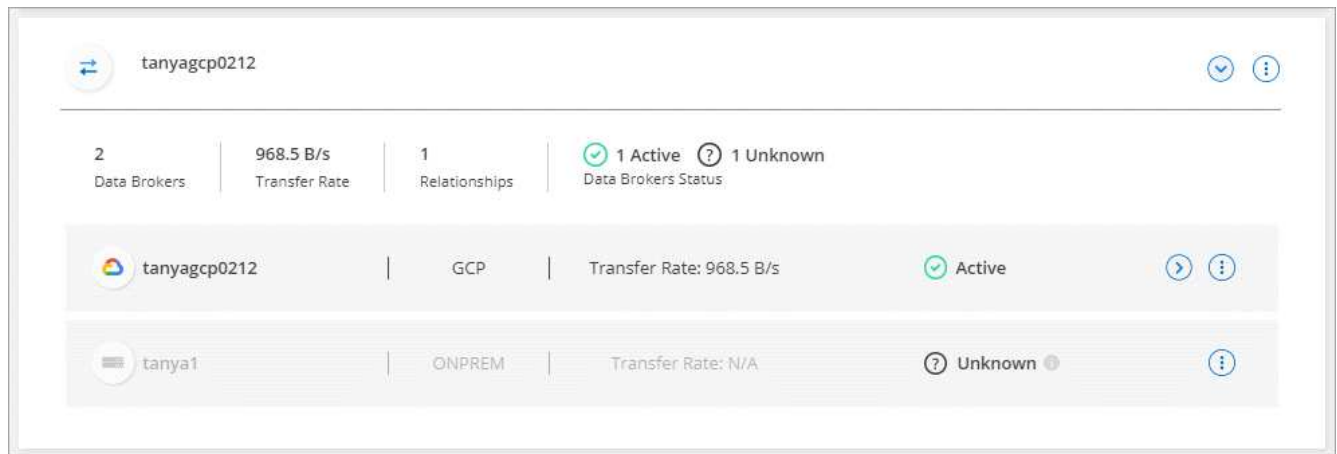 tanyagcp0212
2
968.5 B/s
1
1 Active
1 Unknown
Data Brokers
Transfer Rate
Relationships
Data Brokers Status
tanyagcp0212 | GCP | Transfer Rate: 968.5 B/s Active
tanya1 | ONPREM | Transfer Rate: N/A Unknown